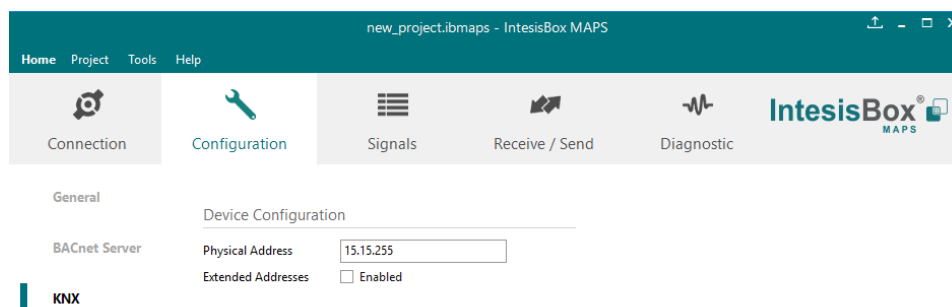 new_project.ibmaps - IntesisBox MAPS
Home Project Tools Help
Connection Configuration Signals Receive / Send Diagnostic
IntesisBox®
MAPS
General
Device Configuration
BACnet Server
Physical Address 15.15.255
Extended Addresses Enabled
KNX